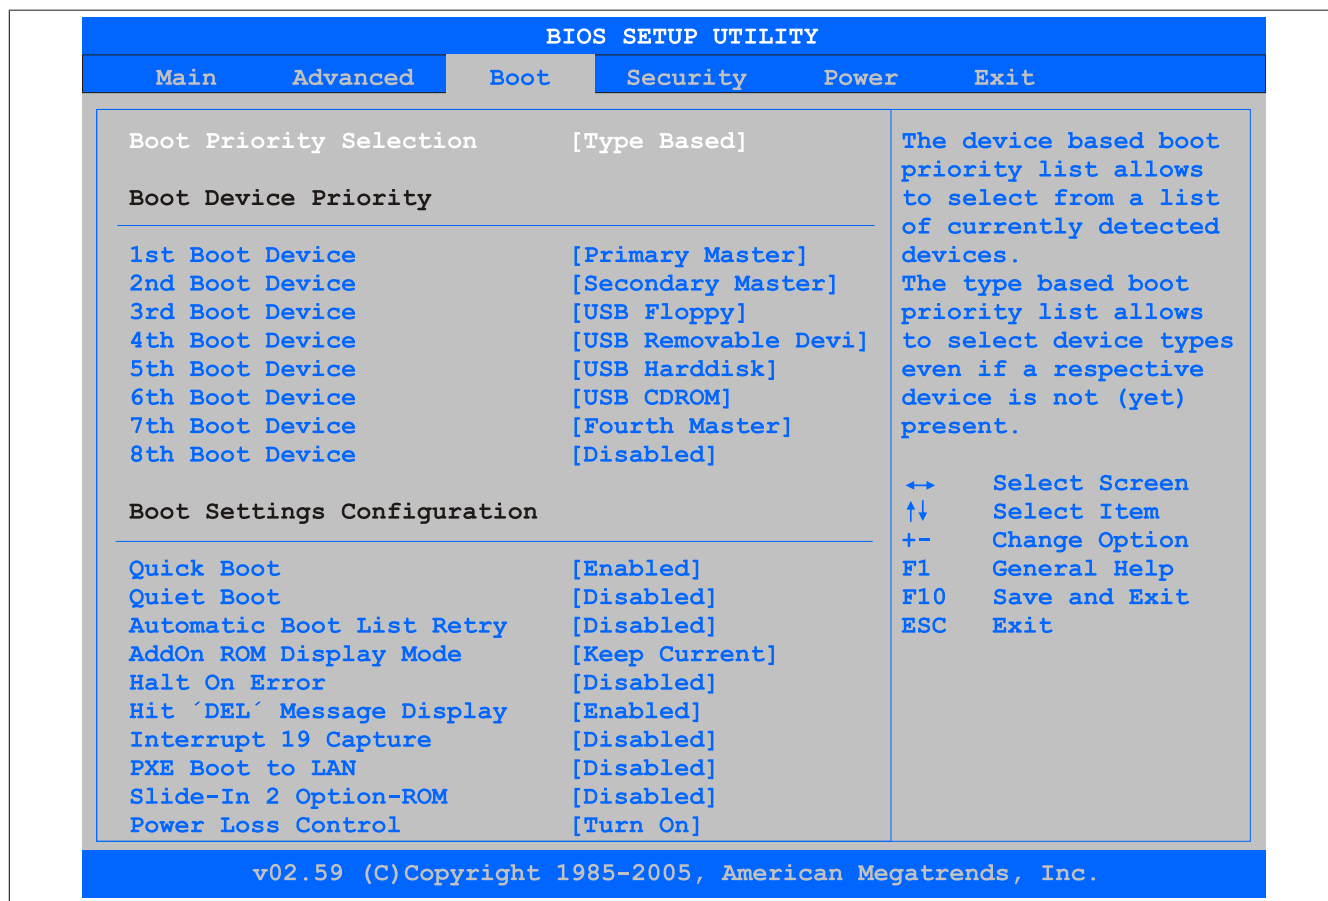 BIOS SETUP UTILITY
Main Advanced Boot Security Power Exit
Boot Priority Selection [Type Based]
Boot Device Priority
1st Boot Device [Primary Master]
2nd Boot Device [Secondary Master]
3rd Boot Device [USB Floppy]
4th Boot Device [USB Removable Devi]
5th Boot Device [USB Harddisk]
6th Boot Device [USB CDROM]
7th Boot Device [Fourth Master]
8th Boot Device [Disabled]
Boot Settings Configuration
Quick Boot [Enabled]
Quiet Boot [Disabled]
Automatic Boot List Retry [Disabled]
AddOn ROM Display Mode [Keep Current]
Halt On Error [Disabled]
Hit ´DEL´ Message Display [Enabled]
Interrupt 19 Capture [Disabled]
PXE Boot to LAN [Disabled]
Slide-In 2 Option-ROM [Disabled]
Power Loss Control [Turn On]
The device based boot
priority list allows
to select from a list
of currently detected
devices.
The type based boot
priority list allows
to select device types
even if a respective
device is not (yet)
present.
↔ Select Screen
↑↓ Select Item
+- Change Option
F1 General Help
F10 Save and Exit
ESC Exit
v02.59 (C)Copyright 1985-2005, American Megatrends, Inc.